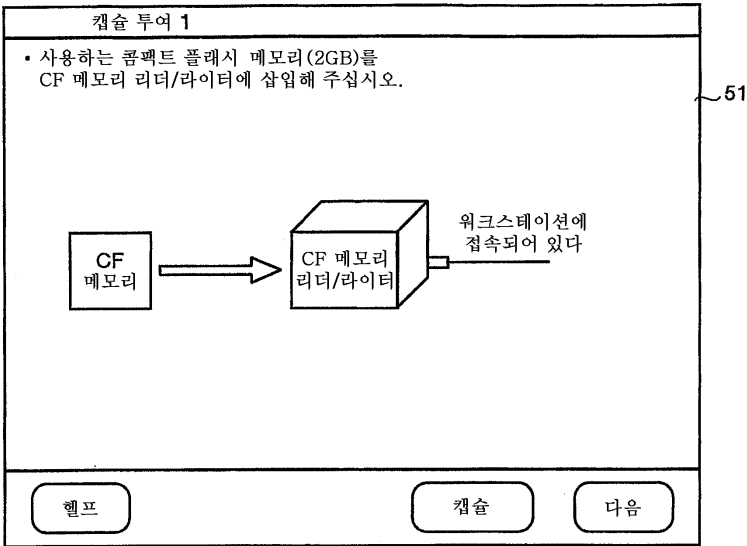 캡슐 투여 1
• 사용하는 콤팩트 플래시 메모리(2GB)를
CF 메모리 리더/라이터에 삽입해 주십시오.
51
워크스테이션에
접속되어 있다
CF
메모리
CF 메모리
리더/라이터
헬프
캡슐
다음